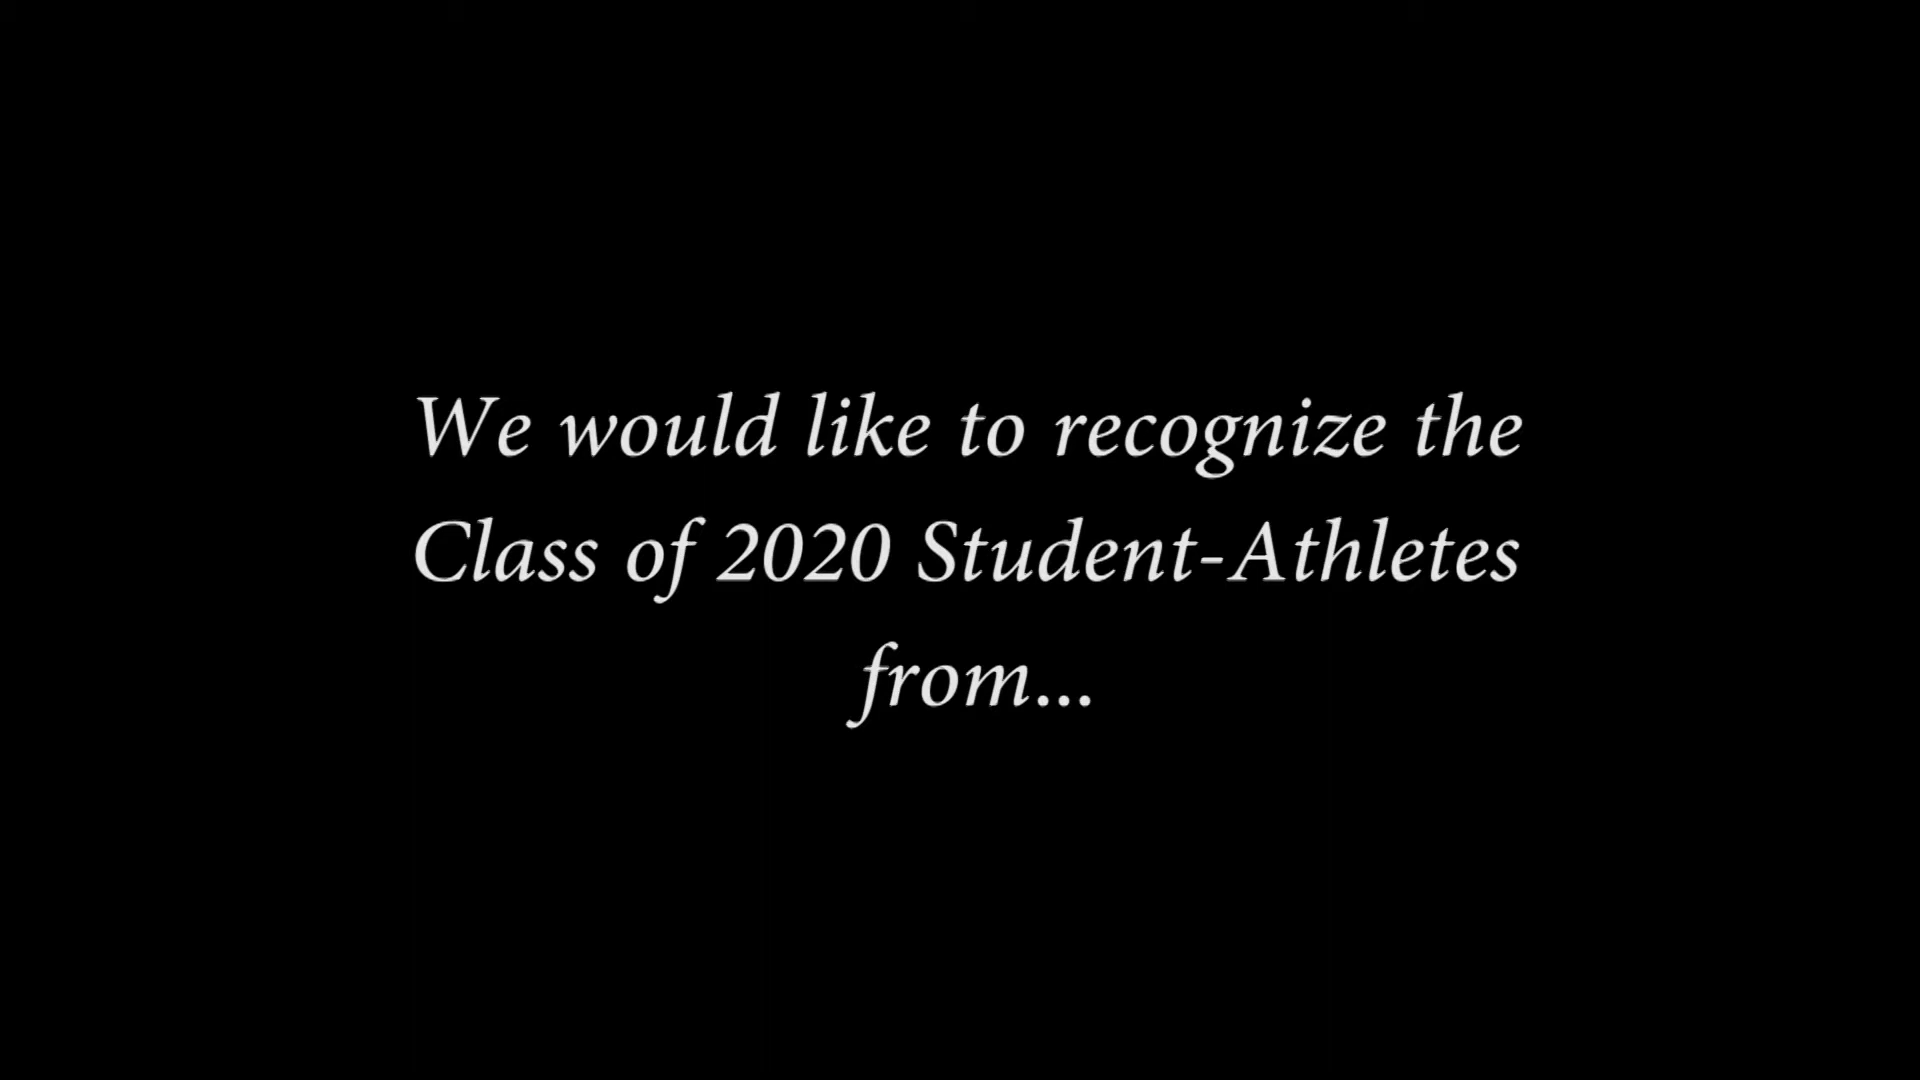 We would like to recognize the
Class of 2020 Student-Athletes
from...